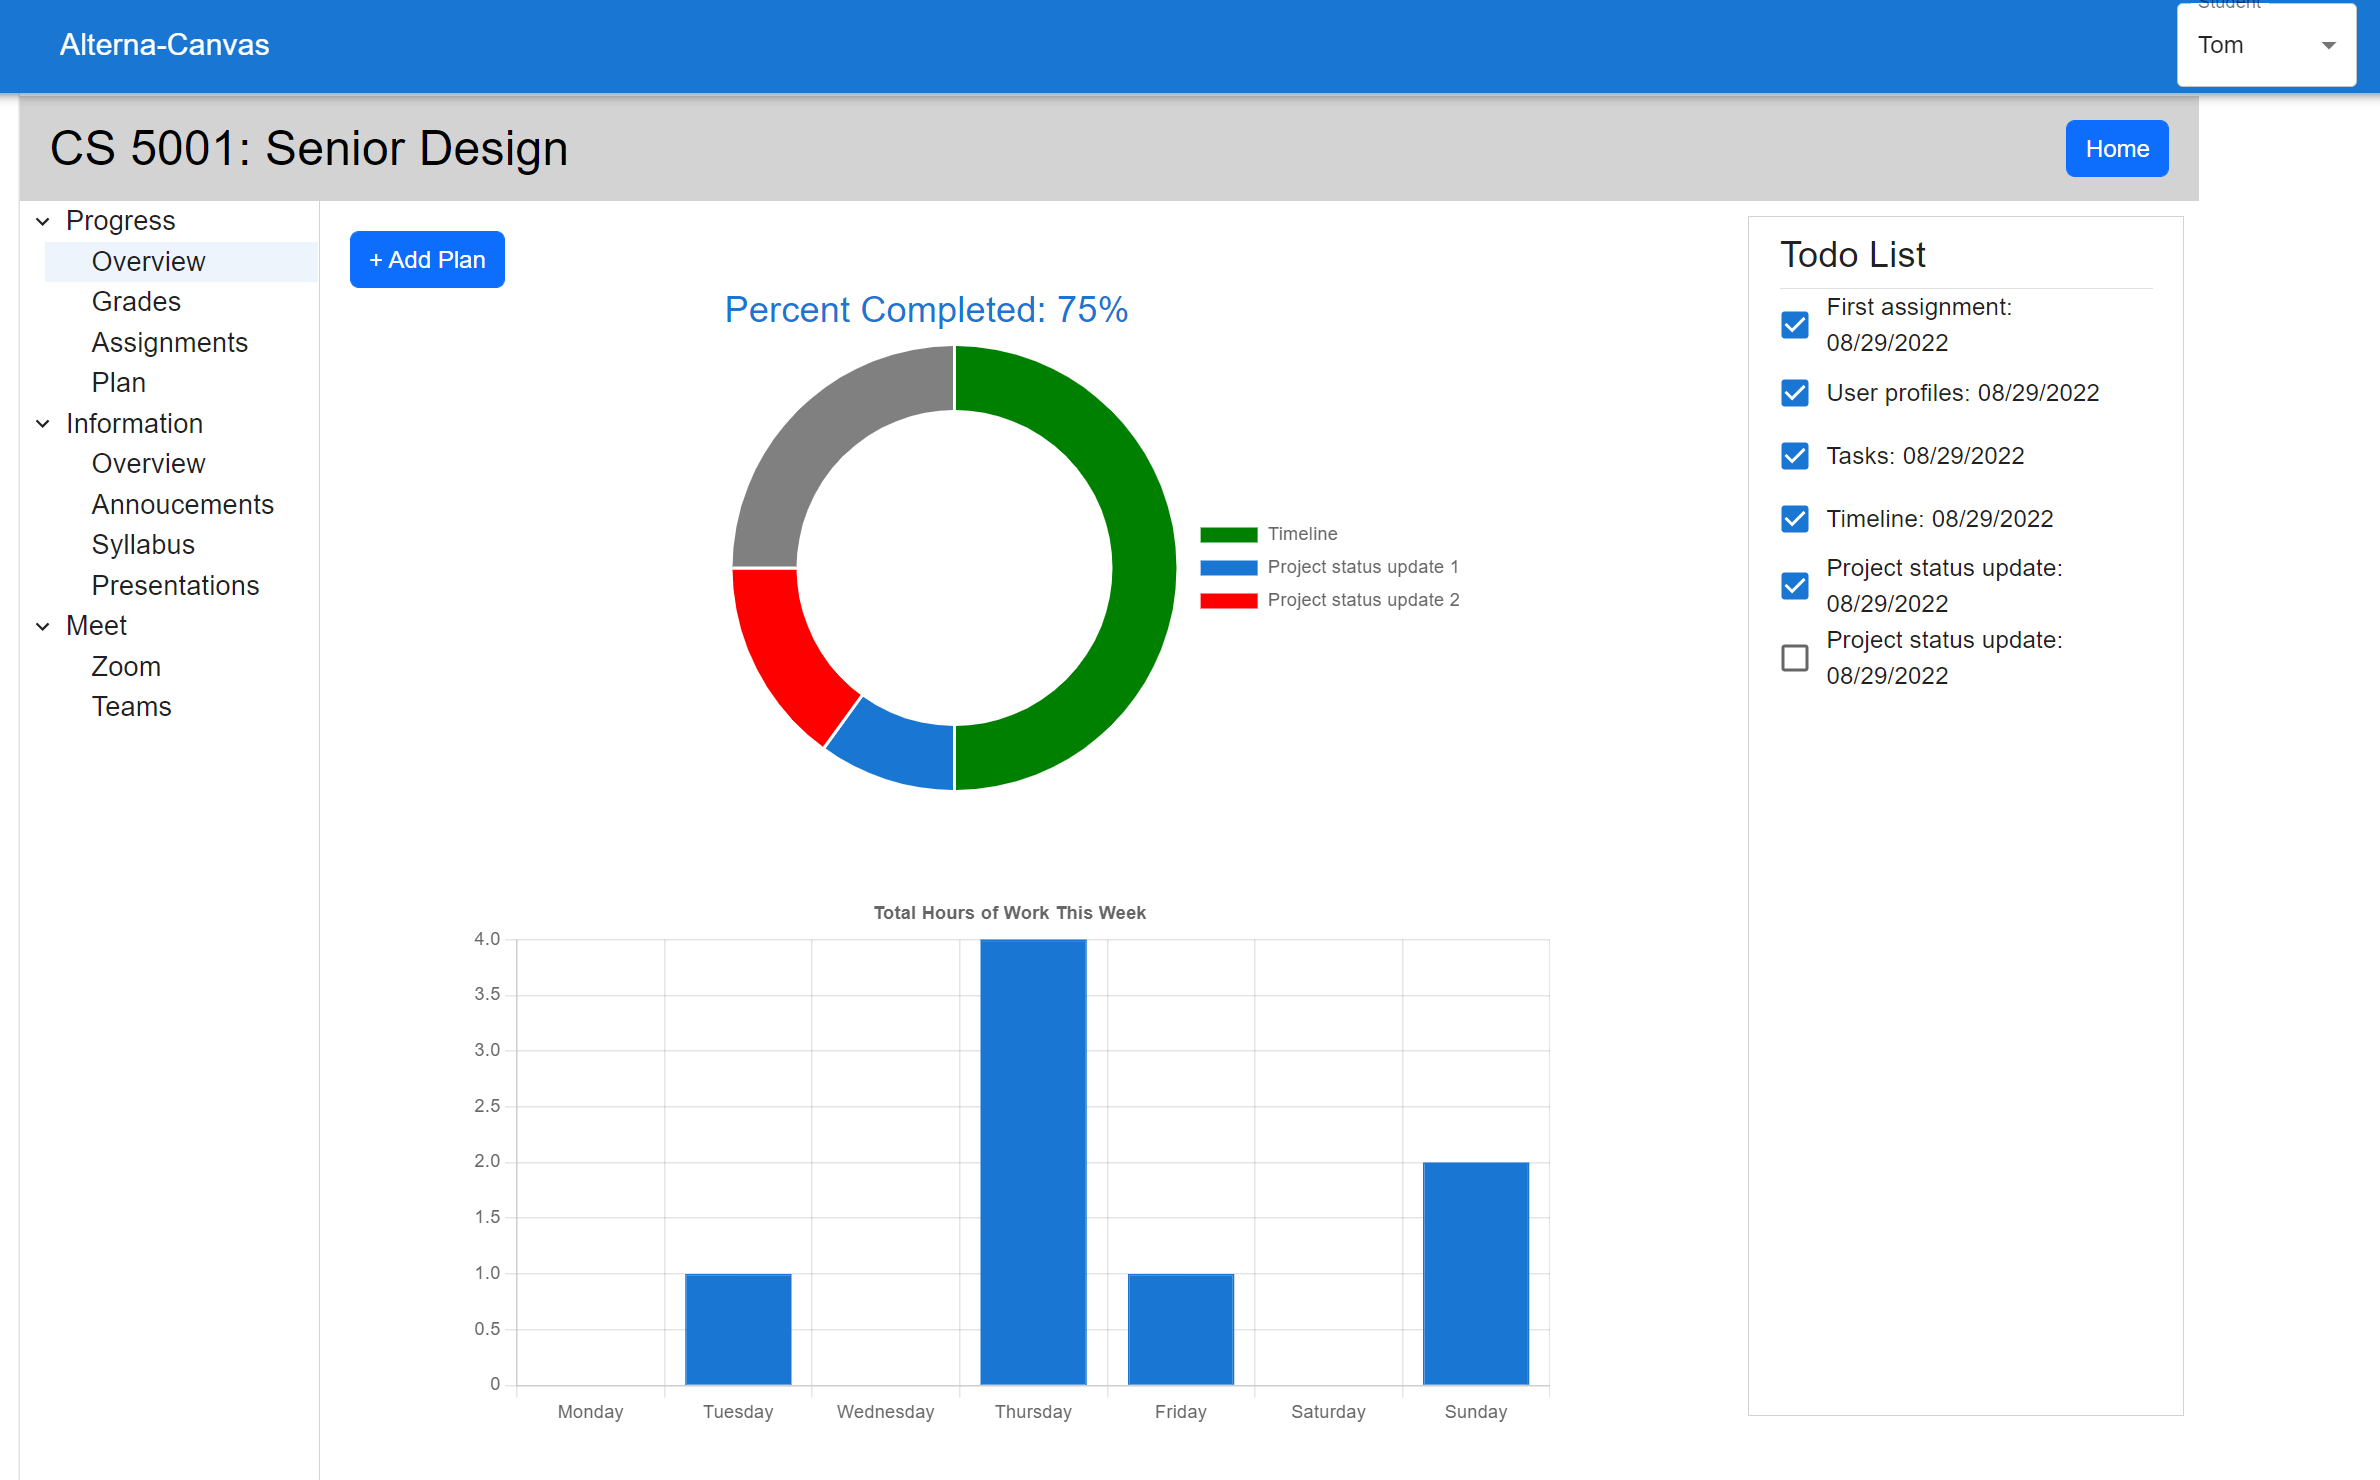 Alterna-Canvas
Student
Tom
CS 5001: Senior Design
Home
Progress
Overview
Grades
Assignments
Plan
Information
Overview
Annoucements
Syllabus
Presentations
Meet
Zoom
Teams
+ Add Plan
Percent Completed: 75%
Timeline
Project status update 1
Project status update 2
Total Hours of Work This Week
4.0
3.5
3.0
2.5
2.0
1.5
1.0
0.5
0
Monday Tuesday Wednesday Thursday Friday Saturday Sunday
Todo List
First assignment:
08/29/2022
User profiles: 08/29/2022
Tasks: 08/29/2022
Timeline: 08/29/2022
Project status update:
08/29/2022
Project status update:
08/29/2022